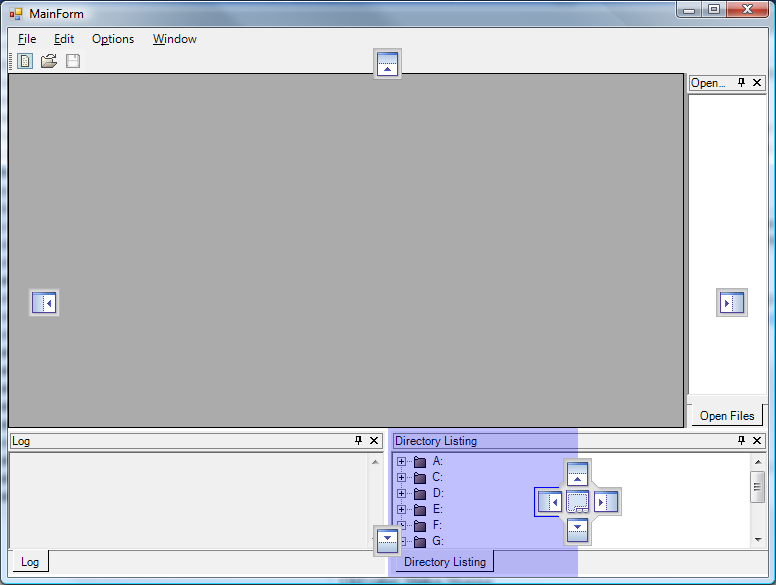 MainForm
File Edit Options Window
Open...
Open Files
Log
Directory Listing
A:
C:
D:
E:
F:
G:
Log
Directory Listing